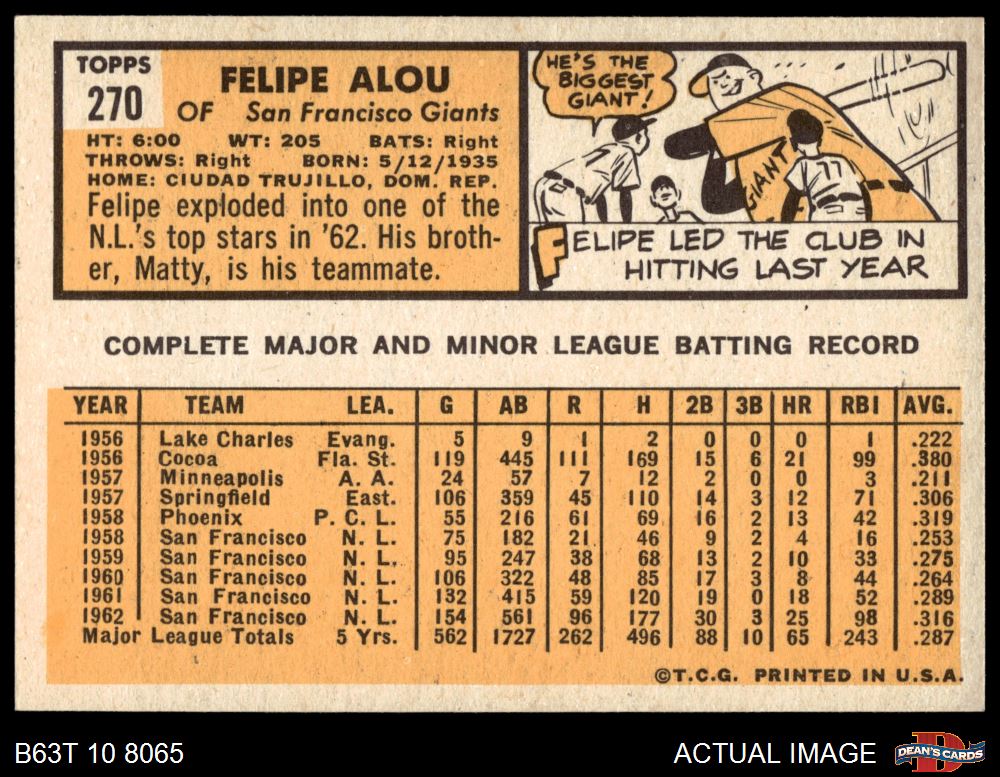 TOPPS
270
FELIPE ALOU
OF San Francisco Giants
HT: 6:00 WT: 205 BATS: Right
THROWS: Right BORN: 5/12/1935
HOME: CIUDAD TRUJILLO, DOM. REP.
Felipe exploded into one of the
N.L.'s top stars in '62. His broth-
er, Matty, is his teammate.
HE'S THE
BIGGEST
GIANT!
GIANT
FELIPE LED THE CLUB IN
HITTING LAST YEAR
COMPLETE MAJOR AND MINOR LEAGUE BATTING RECORD
YEAR TEAM LEA. G AB R H 2B 3B HR RBI AVG.
1956 Lake Charles Evang. 5 9 1 2 0 0 0 1 .222
1956 Cocoa Fla. St. 119 445 111 169 15 6 21 99 .380
1957 Minneapolis A. A. 24 57 7 12 2 0 0 3 .211
1957 Springfield East. 106 359 45 110 14 3 12 71 .306
1958 Phoenix P. C. L. 55 216 61 69 16 2 13 42 .319
1958 San Francisco N. L. 75 182 21 46 9 2 4 16 .253
1959 San Francisco N. L. 95 247 38 68 13 2 10 33 .275
1960 San Francisco N. L. 106 322 48 85 17 3 8 44 .264
1961 San Francisco N. L. 132 415 59 120 19 0 18 52 .289
1962 San Francisco N. L. 154 561 96 177 30 3 25 98 .316
Major League Totals 5 Yrs. 562 1727 262 496 88 10 65 243 .287
©T.C.G. PRINTED IN U.S.A.
B63T 10 8065
ACTUAL IMAGE
D
DEAN'S CARDS